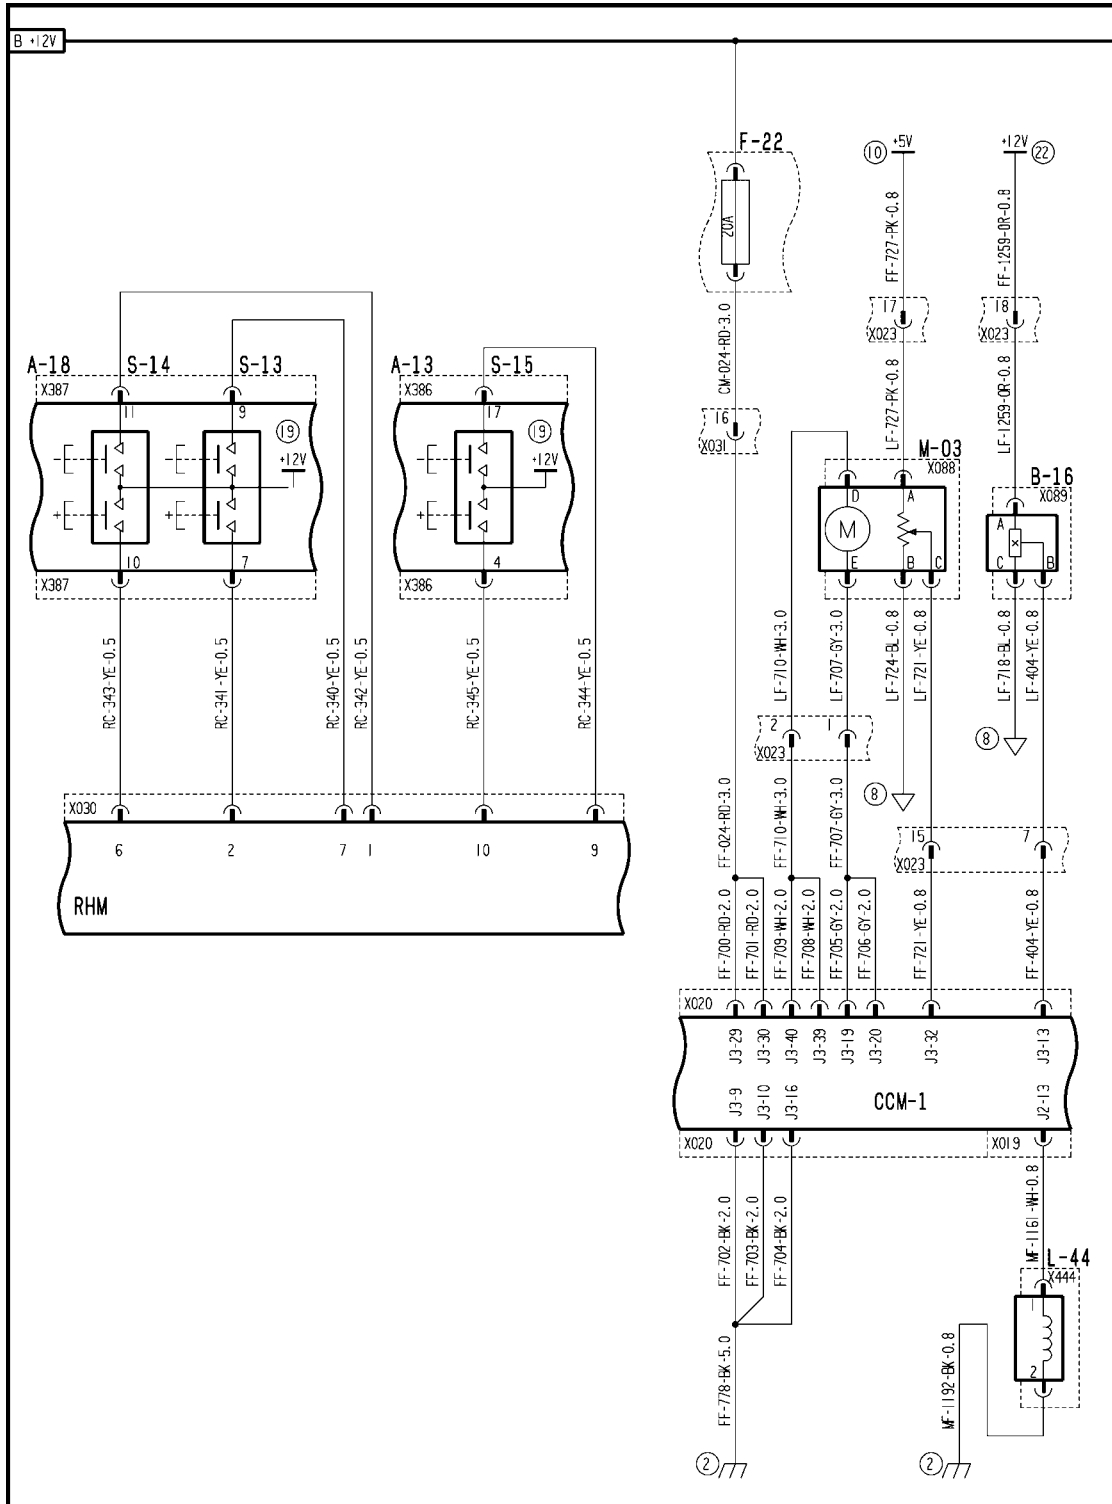 B +12V
F-22
10 +5V
+12V 22
20A
FF-727-PK-0.8
FF-1259-OR-0.8
17
X023
18
X023
CM-024-RD-3.0
LF-727-PK-0.8
LF-1259-OR-0.8
A-18 S-14 S-13
A-13 S-15
X387
X386
11 9
17
16
X031
19
+12V
19
+12V
- -
+ +
-
+
10 7
4
X387
X386
M-03
X088
B-16
X089
D A
M
E B C
A
C B
RC-343-YE-0.5
RC-341-YE-0.5
RC-340-YE-0.5
RC-342-YE-0.5
RC-345-YE-0.5
RC-344-YE-0.5
LF-710-WH-3.0
LF-707-GY-3.0
LF-724-BL-0.8
LF-721-YE-0.8
LF-718-BL-0.8
LF-404-YE-0.8
2 1
X023
8
8
X030
6 2 7 1 10 9
RHM
FF-024-RD-3.0
FF-710-WH-3.0
FF-707-GY-3.0
15 7
X023
FF-700-RD-2.0
FF-701-RD-2.0
FF-709-WH-2.0
FF-708-WH-2.0
FF-705-GY-2.0
FF-706-GY-2.0
FF-721-YE-0.8
FF-404-YE-0.8
X020
J3-29
J3-30
J3-40
J3-39
J3-19
J3-20
J3-32
J3-13
CCM-1
J3-9
J3-10
J3-16
J2-13
X020
X019
FF-702-BK-2.0
FF-703-BK-2.0
FF-704-BK-2.0
MF-1161-WH-0.8
L-44
X444
1
2
FF-778-BK-5.0
MF-1192-BK-0.8
2
2